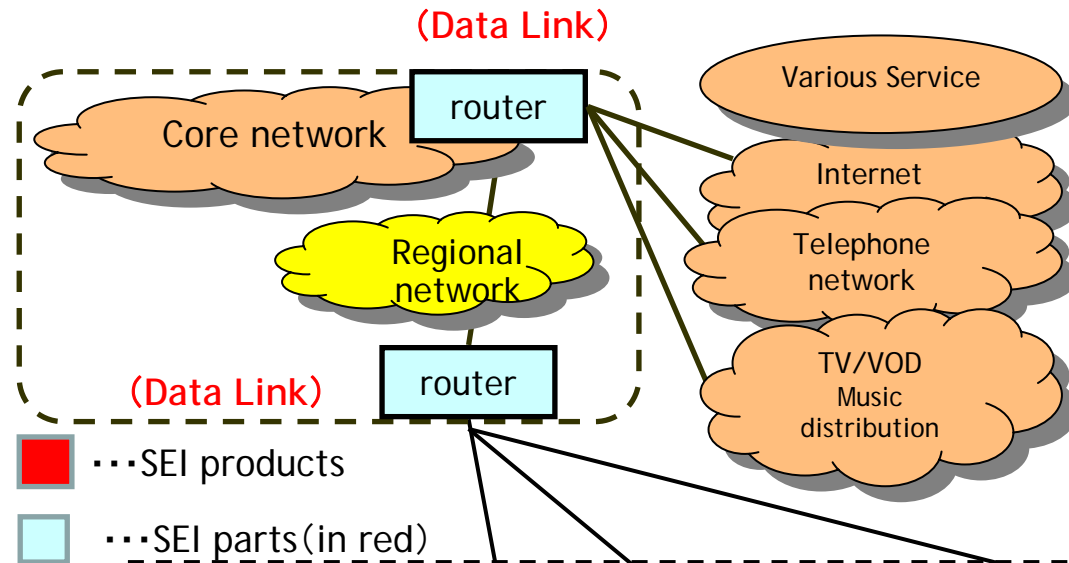 (Data Link)
router
Core network
Various Service
Internet
Telephone
network
Regional
network
TV/VOD
Music
distribution
router
(Data Link)
･･･SEI products
･･･SEI parts(in red)